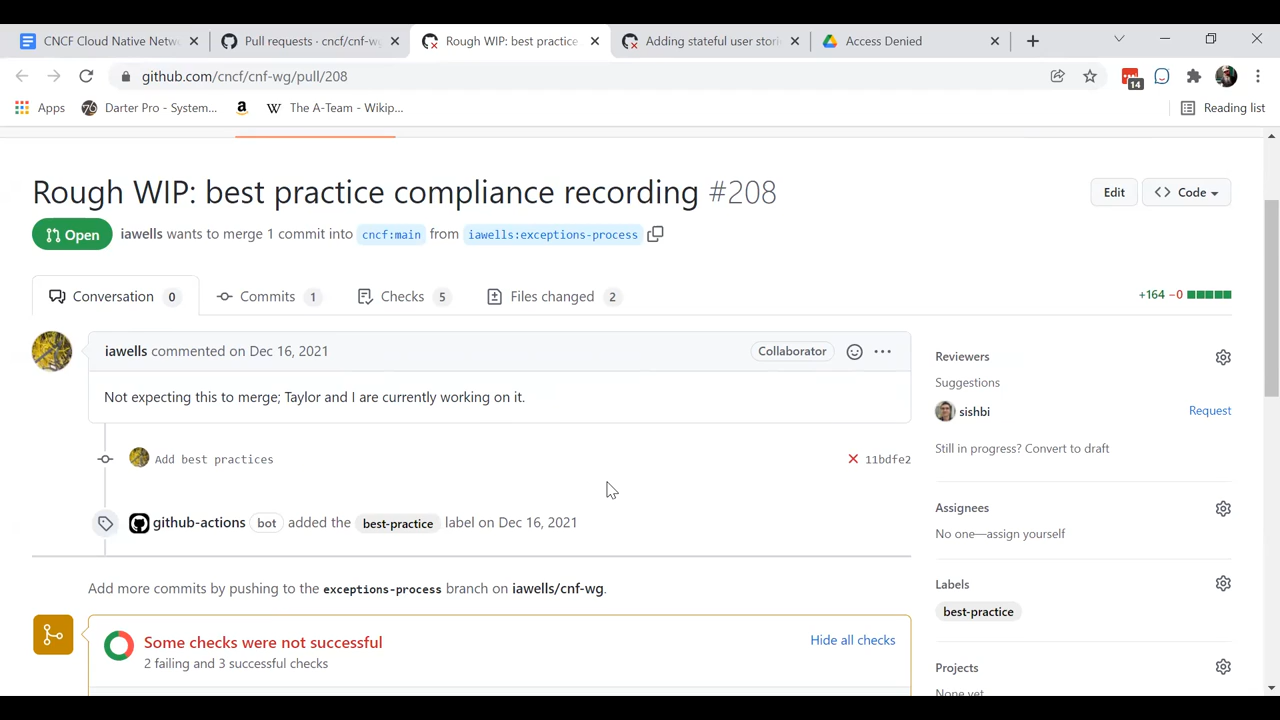 CNCF Cloud Native Netw
Pull requests · cncf/cnf-wg
Rough WIP: best practice
Adding stateful user stori
Access Denied
github.com/cncf/cnf-wg/pull/208
14
Apps
Darter Pro - System...
The A-Team - Wikip...
Reading list
Rough WIP: best practice compliance recording #208
Edit
<> Code
Open
iawells wants to merge 1 commit into cncf:main from iawells:exceptions-process
Conversation 0
Commits 1
Checks 5
Files changed 2
+164 −0
iawells commented on Dec 16, 2021
Collaborator
Not expecting this to merge; Taylor and I are currently working on it.
Add best practices
11bdfe2
github-actions bot added the best-practice label on Dec 16, 2021
Add more commits by pushing to the exceptions-process branch on iawells/cnf-wg.
Some checks were not successful
2 failing and 3 successful checks
Hide all checks
Reviewers
Suggestions
sishbi
Request
Still in progress? Convert to draft
Assignees
No one—assign yourself
Labels
best-practice
Projects
None yet